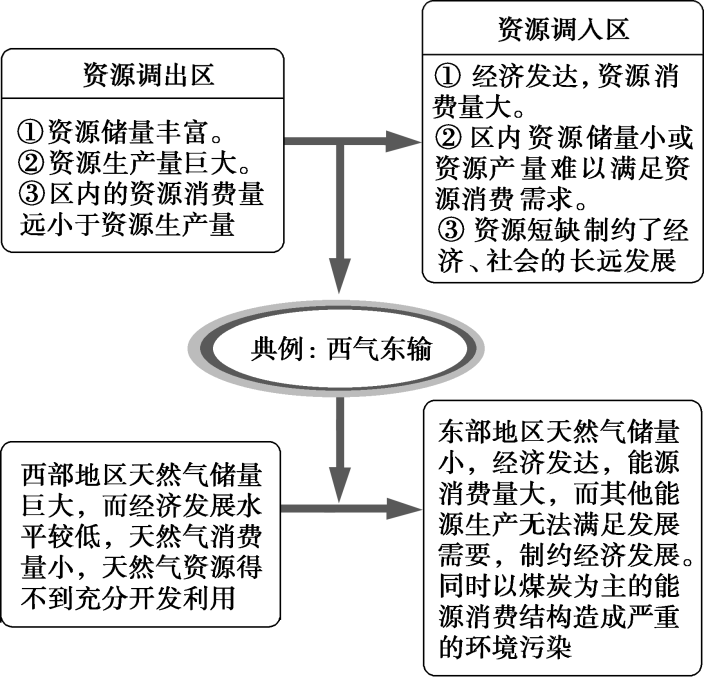 资源调出区
①资源储量丰富。
②资源生产量巨大。
③区内的资源消费量
远小于资源生产量
资源调入区
① 经济发达，资源消
费量大。
② 区内资源储量小或
资源产量难以满足资
源消费需求。
③ 资源短缺制约了经
济、社会的长远发展
典例：西气东输
西部地区天然气储量
巨大，而经济发展水
平较低，天然气消费
量小，天然气资源得
不到充分开发利用
东部地区天然气储量
小，经济发达，能源
消费量大，而其他能
源生产无法满足发展
需要，制约经济发展。
同时以煤炭为主的能
源消费结构造成严重
的环境污染